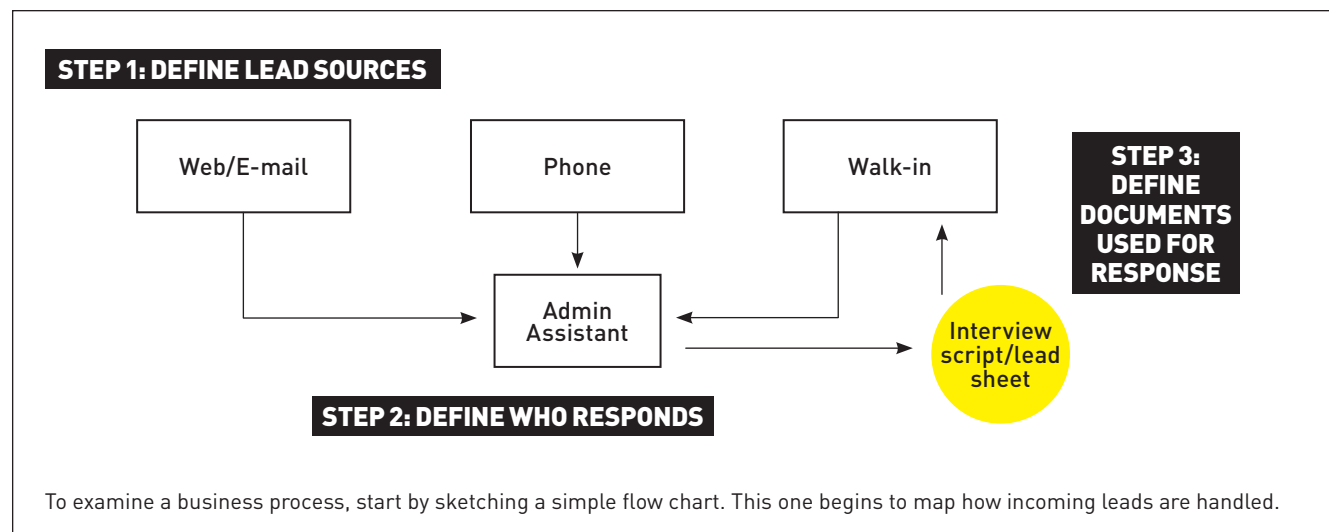 STEP 1: DEFINE LEAD SOURCES
Web/E-mail
Phone
Walk-in
STEP 3:
DEFINE
DOCUMENTS
USED FOR
RESPONSE
Admin
Assistant
Interview
script/lead
sheet
STEP 2: DEFINE WHO RESPONDS
To examine a business process, start by sketching a simple flow chart. This one begins to map how incoming leads are handled.